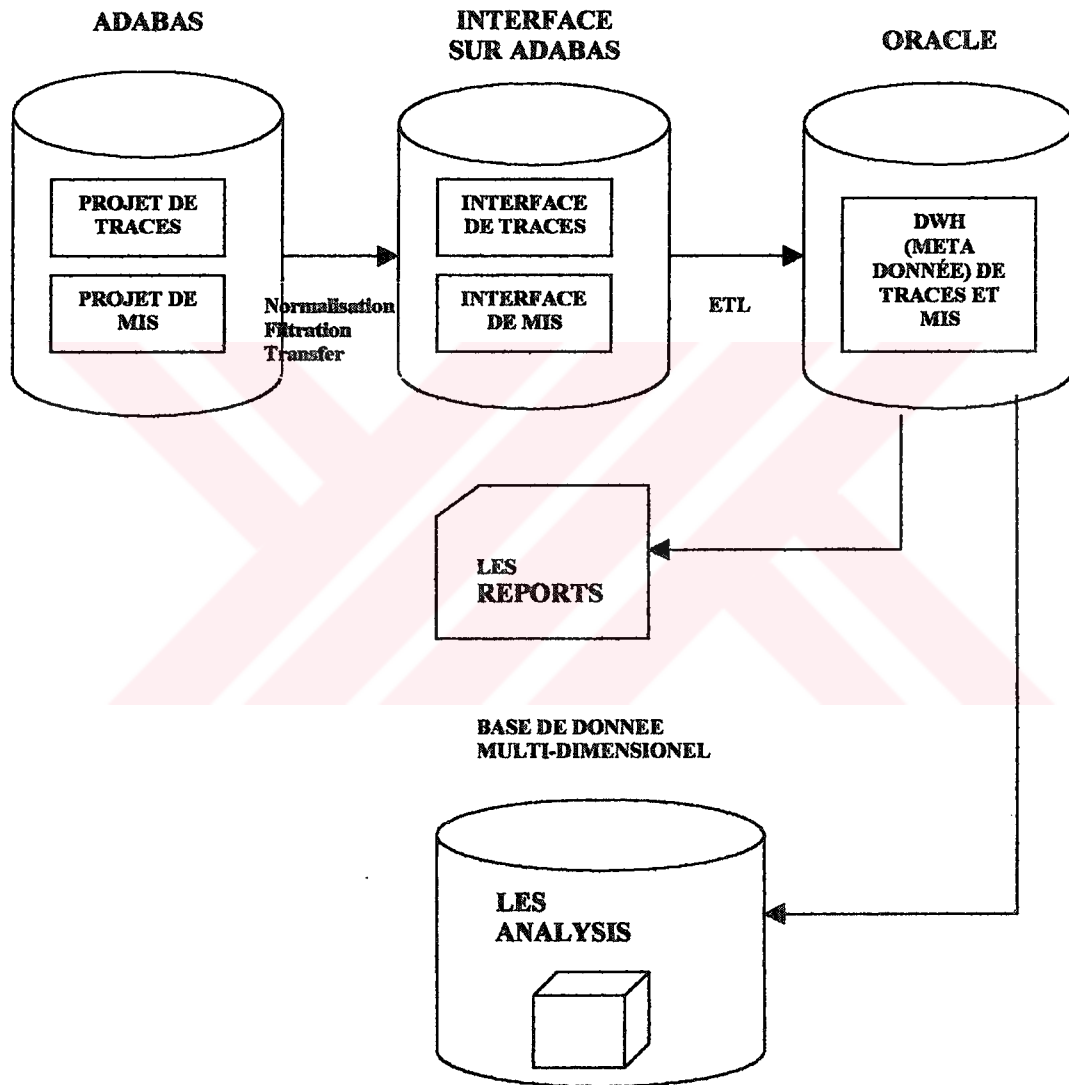 ADABAS
INTERFACE
SUR ADABAS
ORACLE
PROJET DE
TRACES
PROJET DE
MIS
Normalisation
Filtration
Transfer
INTERFACE
DE TRACES
INTERFACE
DE MIS
ETL
DWH
(META
DONNÉE) DE
TRACES ET
MIS
LES
REPORTS
BASE DE DONNEE
MULTI-DIMENSIONEL
LES
ANALYSIS